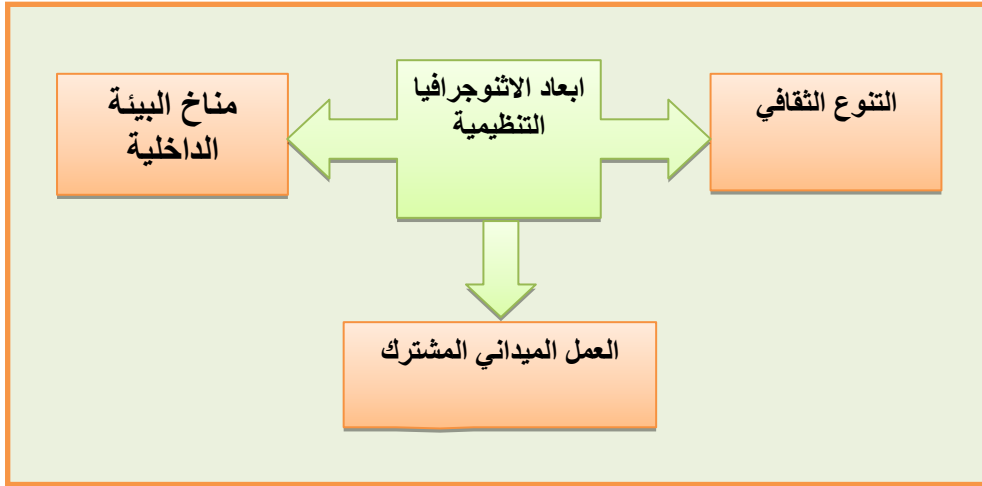 ابعاد الاثنوجرافيا
التنظيمية
التنوع الثقافي
مناخ البيئة
الداخلية
العمل الميداني المشترك